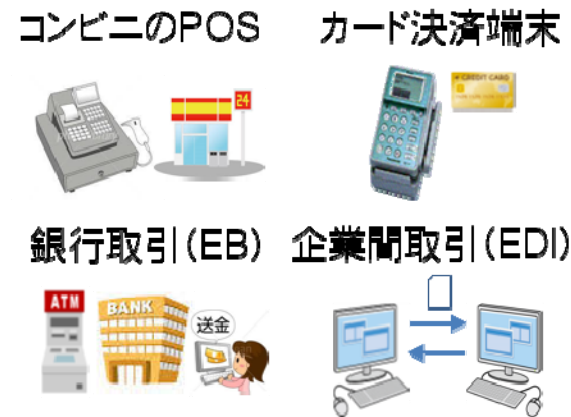 コンビニのPOS
カード決済端末
24
CREDIT CARD
銀行取引(EB)
企業間取引(EDI)
ATM
BANK
送金